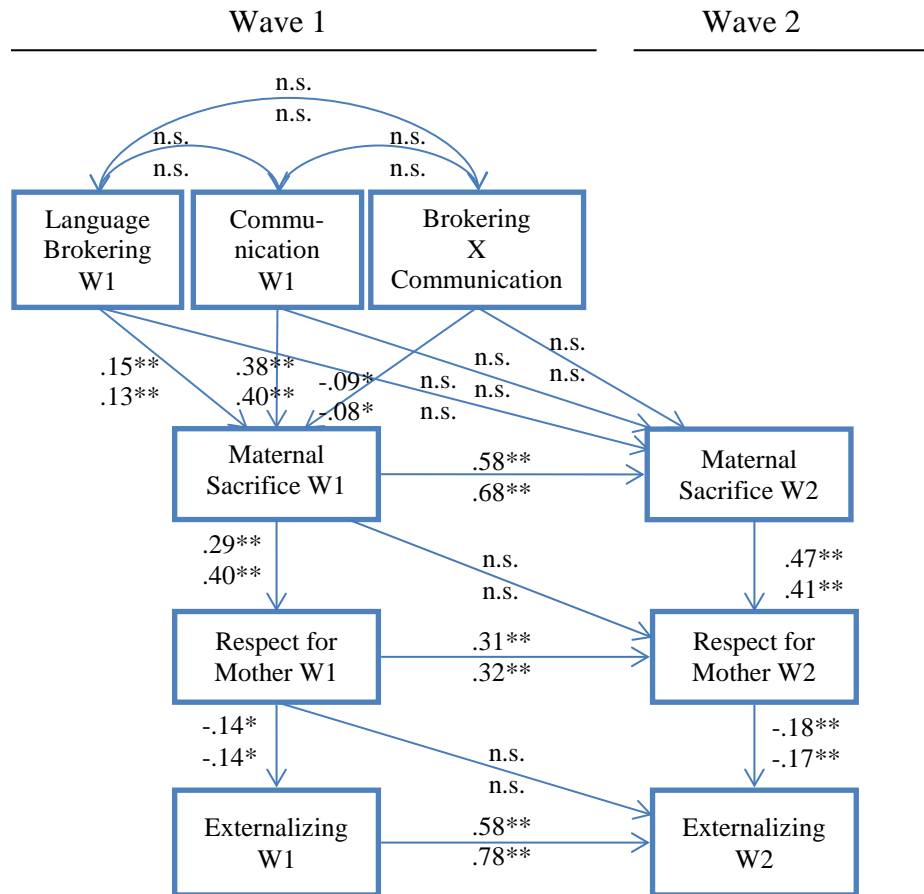 Wave 1
Wave 2
n.s.
n.s.
n.s.
n.s.
n.s.
n.s.
Language
Brokering
W1
Commu-
nication
W1
Brokering
X
Communication
.15**
.13**
.38**
.40**
-.09*
-.08*
n.s.
n.s.
n.s.
n.s.
n.s.
n.s.
Maternal
Sacrifice W1
.58**
.68**
Maternal
Sacrifice W2
.29**
.40**
n.s.
n.s.
.47**
.41**
Respect for
Mother W1
.31**
.32**
Respect for
Mother W2
-.14*
-.14*
n.s.
n.s.
-.18**
-.17**
Externalizing
W1
.58**
.78**
Externalizing
W2